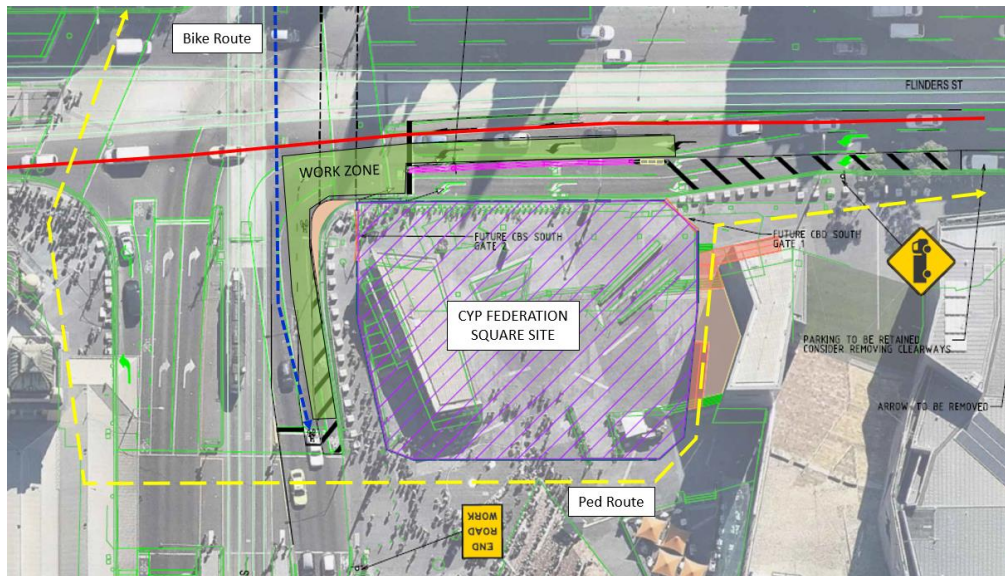 Bike Route
FLINDERS ST
WORK ZONE
FUTURE CBS SOUTH
GATE 2
FUTURE CBD SOUTH
GATE 1
CYP FEDERATION
SQUARE SITE
PARKING TO BE RETAINED
CONSIDER REMOVING CLEARWAYS
ARROW TO BE REMOVED
Ped Route
END
ROAD
WORK
S